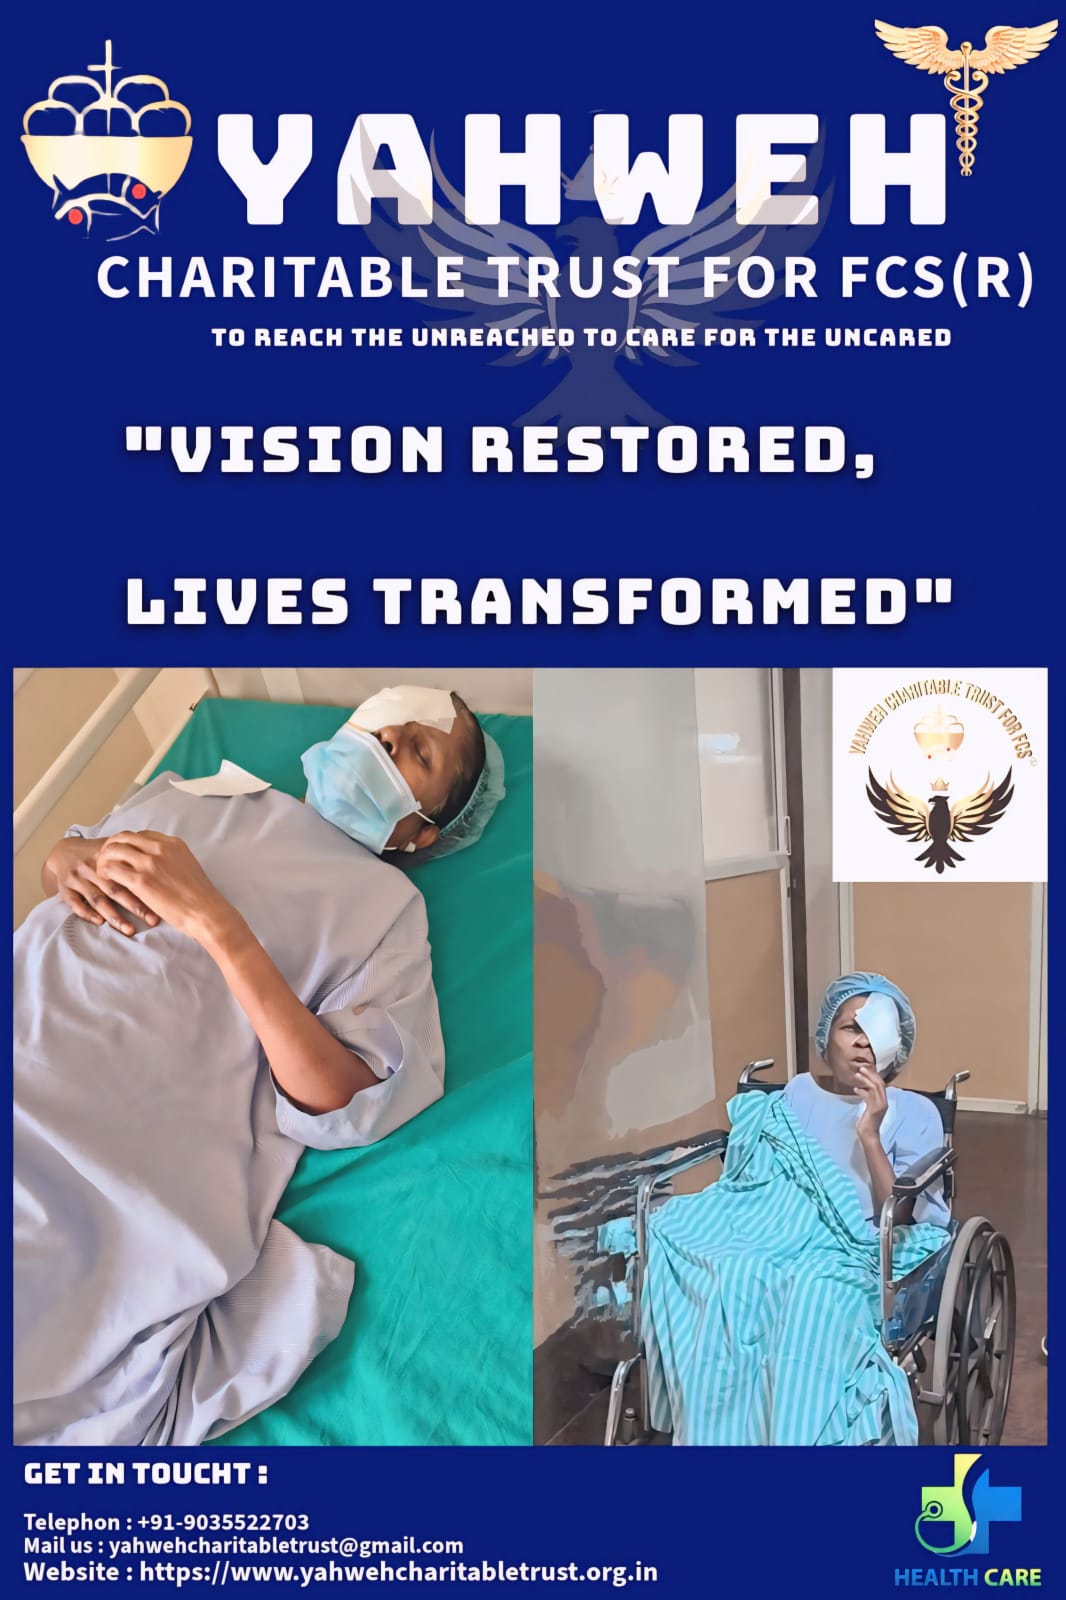 YAHWEH
CHARITABLE TRUST FOR FCS(R)
TO REACH THE UNREACHED TO CARE FOR THE UNCARED
"VISION RESTORED,
LIVES TRANSFORMED"
YAHWEH CHARITABLE TRUST FOR FCS
GET IN TOUCHT :
Telephon : +91-9035522703
Mail us : yahwehcharitabletrust@gmail.com
Website : https://www.yahwehcharitabletrust.org.in
HEALTH CARE